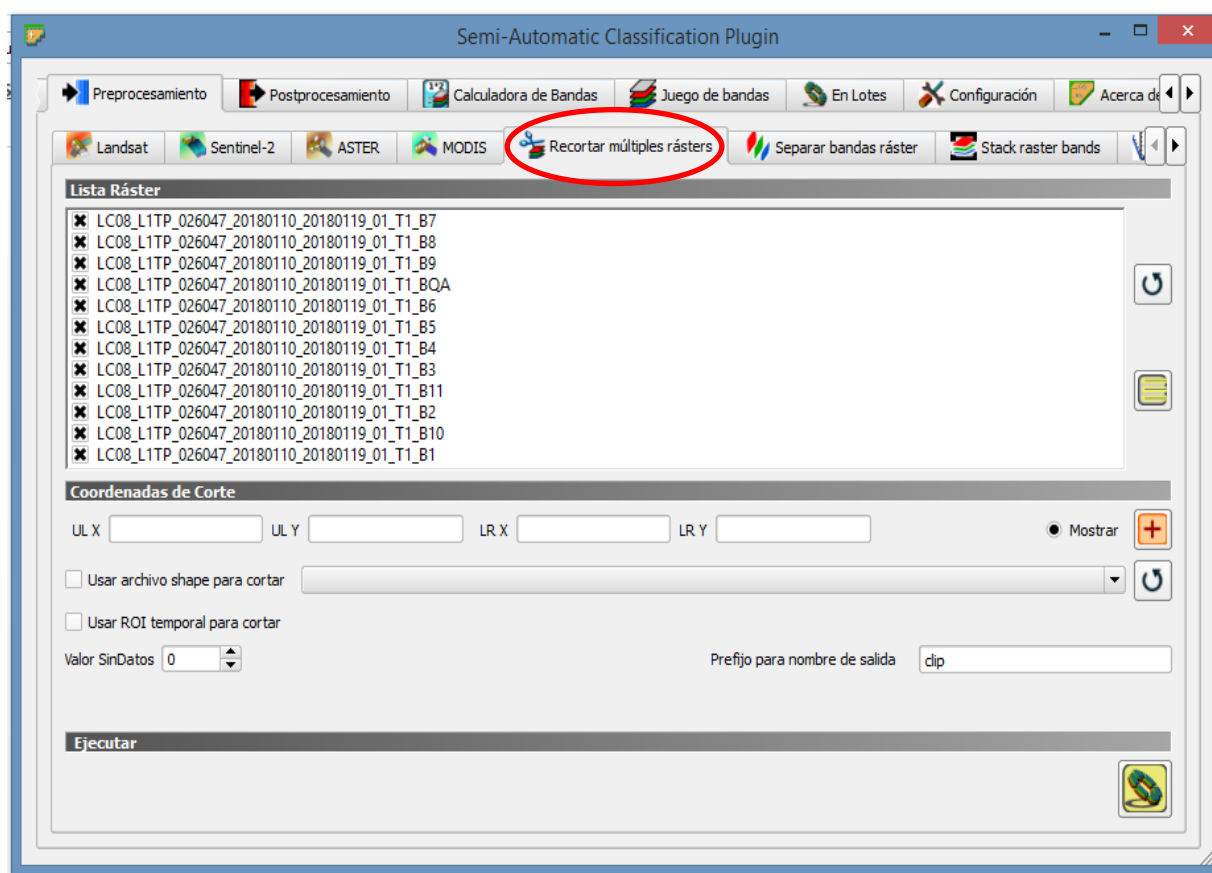 Semi-Automatic Classification Plugin
Preprocesamiento Postprocesamiento Calculadora de Bandas Juego de bandas En Lotes Configuración Acerca de
Landsat Sentinel-2 ASTER MODIS Recortar múltiples rásters Separar bandas ráster Stack raster bands
Lista Ráster
LC08_L1TP_026047_20180110_20180119_01_T1_B7
LC08_L1TP_026047_20180110_20180119_01_T1_B8
LC08_L1TP_026047_20180110_20180119_01_T1_B9
LC08_L1TP_026047_20180110_20180119_01_T1_BQA
LC08_L1TP_026047_20180110_20180119_01_T1_B6
LC08_L1TP_026047_20180110_20180119_01_T1_B5
LC08_L1TP_026047_20180110_20180119_01_T1_B4
LC08_L1TP_026047_20180110_20180119_01_T1_B3
LC08_L1TP_026047_20180110_20180119_01_T1_B11
LC08_L1TP_026047_20180110_20180119_01_T1_B2
LC08_L1TP_026047_20180110_20180119_01_T1_B10
LC08_L1TP_026047_20180110_20180119_01_T1_B1
Coordenadas de Corte
UL X UL Y LR X LR Y Mostrar
Usar archivo shape para cortar
Usar ROI temporal para cortar
Valor SinDatos 0 Prefijo para nombre de salida clip
Ejecutar